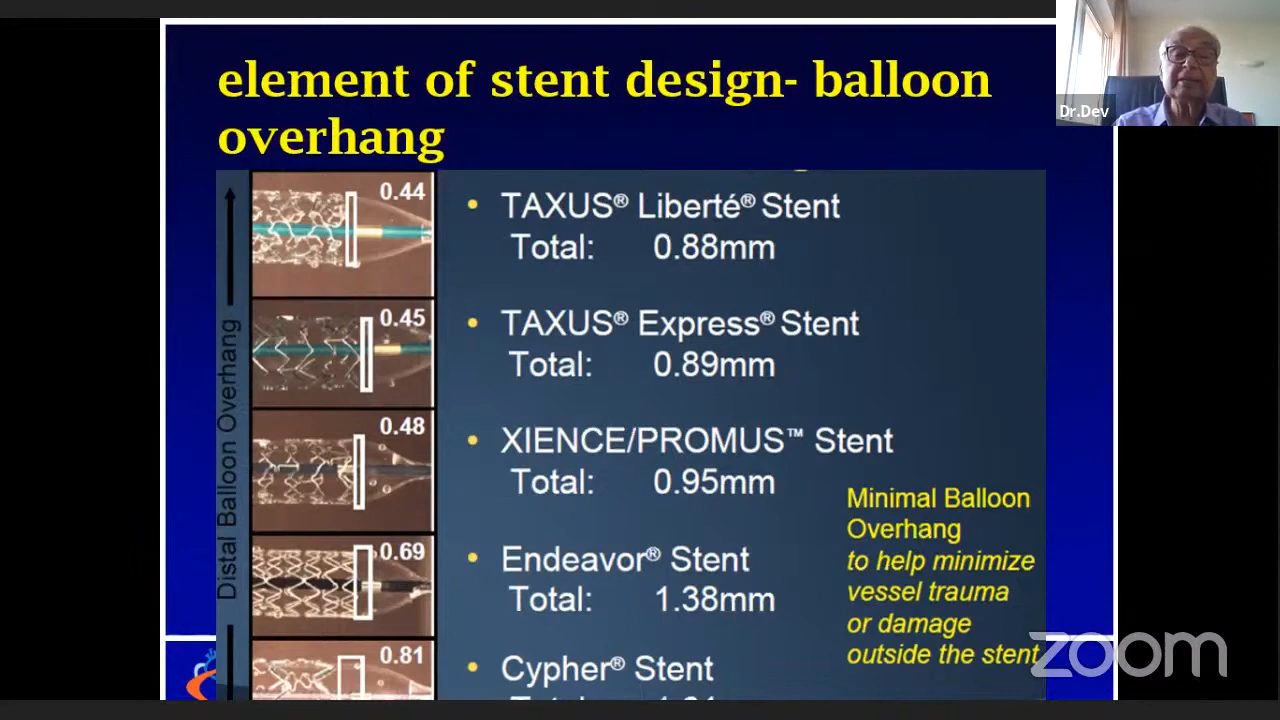 element of stent design- balloon
overhang
Dr.Dev
Distal Balloon Overhang
0.44
• TAXUS® Liberté® Stent
Total: 0.88mm
0.45
• TAXUS® Express® Stent
Total: 0.89mm
0.48
• XIENCE/PROMUS™ Stent
Total: 0.95mm
0.69
• Endeavor® Stent
Total: 1.38mm
0.81
• Cypher® Stent
Minimal Balloon
Overhang
to help minimize
vessel trauma
or damage
outside the stent
zoom